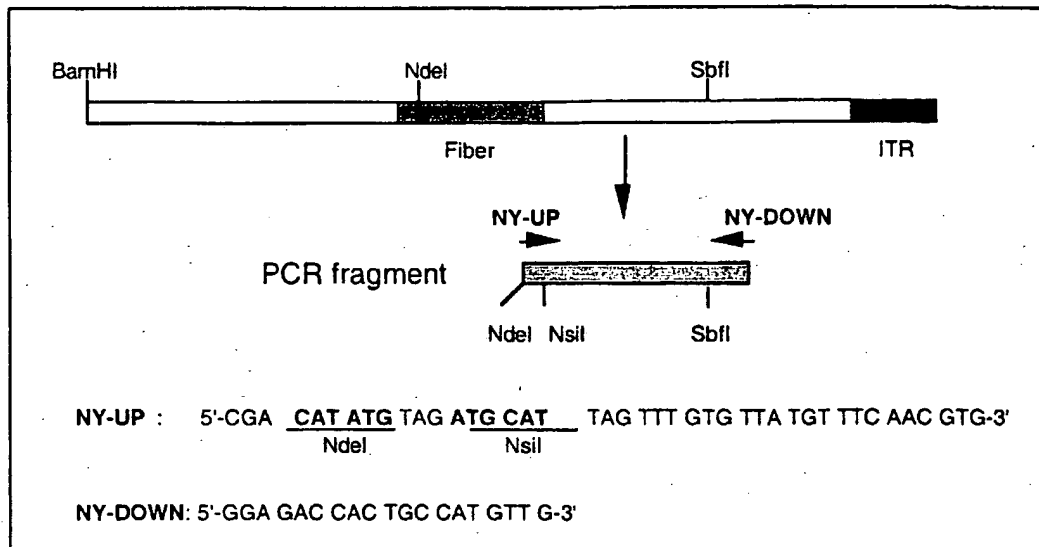 BamHI NdeI SbfI
Fiber ITR
NY-UP NY-DOWN
PCR fragment
NdeI NsiI SbfI
NY-UP : 5'-CGA CAT ATG TAG ATG CAT TAG TTT GTG TTA TGT TTC AAC GTG-3'
NdeI NsiI
NY-DOWN: 5'-GGA GAC CAC TGC CAT GTT G-3'